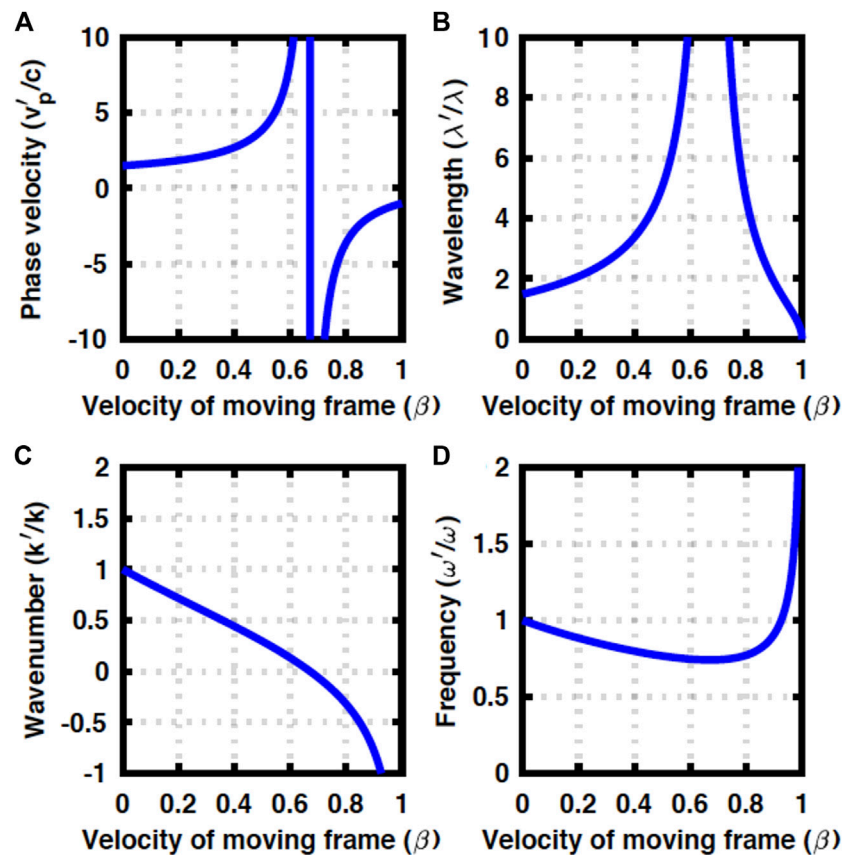 A
Phase velocity (v′p/c)
10
5
0
-5
-10
0 0.2 0.4 0.6 0.8 1
Velocity of moving frame (β)
B
Wavelength (λ′/λ)
10
8
6
4
2
0
0 0.2 0.4 0.6 0.8 1
Velocity of moving frame (β)
C
Wavenumber (k′/k)
2
1.5
1
0.5
0
-0.5
-1
0 0.2 0.4 0.6 0.8 1
Velocity of moving frame (β)
D
Frequency (ω′/ω)
2
1.5
1
0.5
0
0 0.2 0.4 0.6 0.8 1
Velocity of moving frame (β)